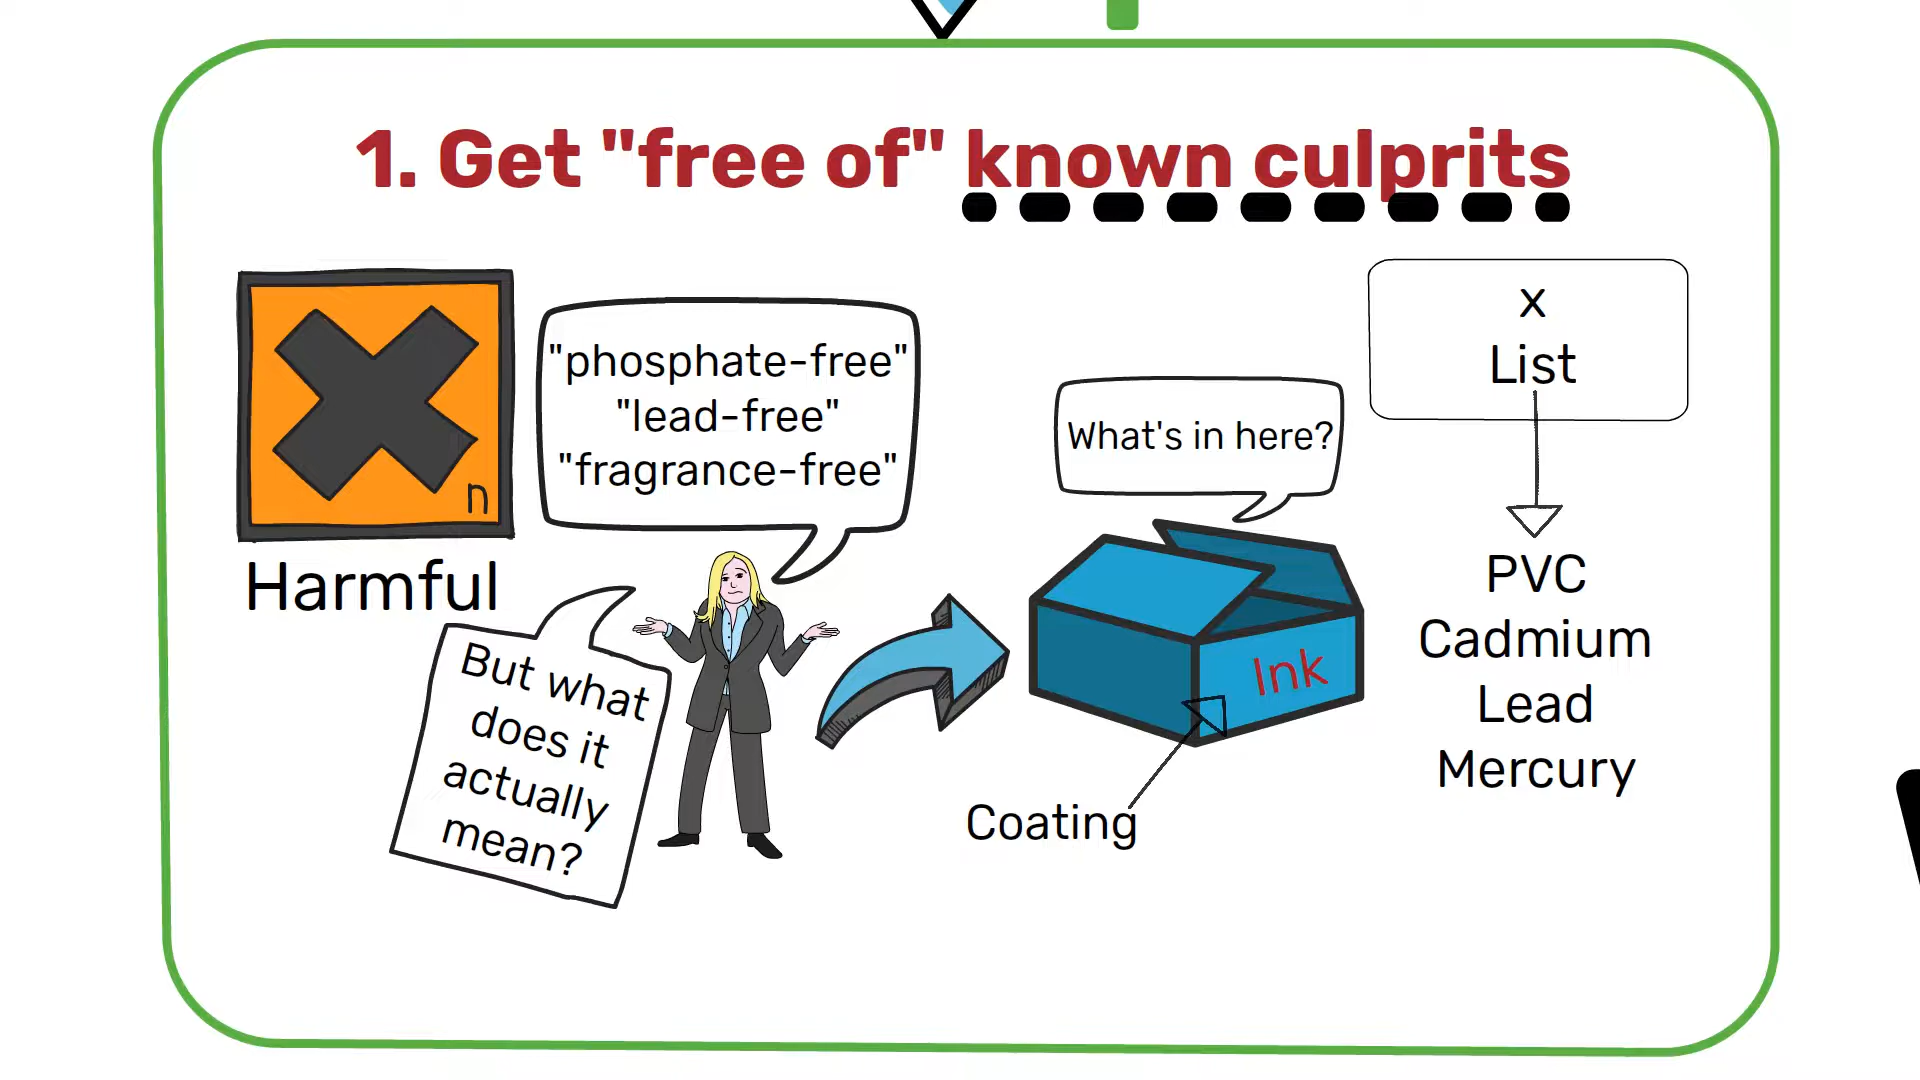 1. Get "free of" known culprits
n
Harmful
"phosphate-free"
"lead-free"
"fragrance-free"
But what
does it
actually
mean?
What's in here?
Ink
Coating
x
List
PVC
Cadmium
Lead
Mercury